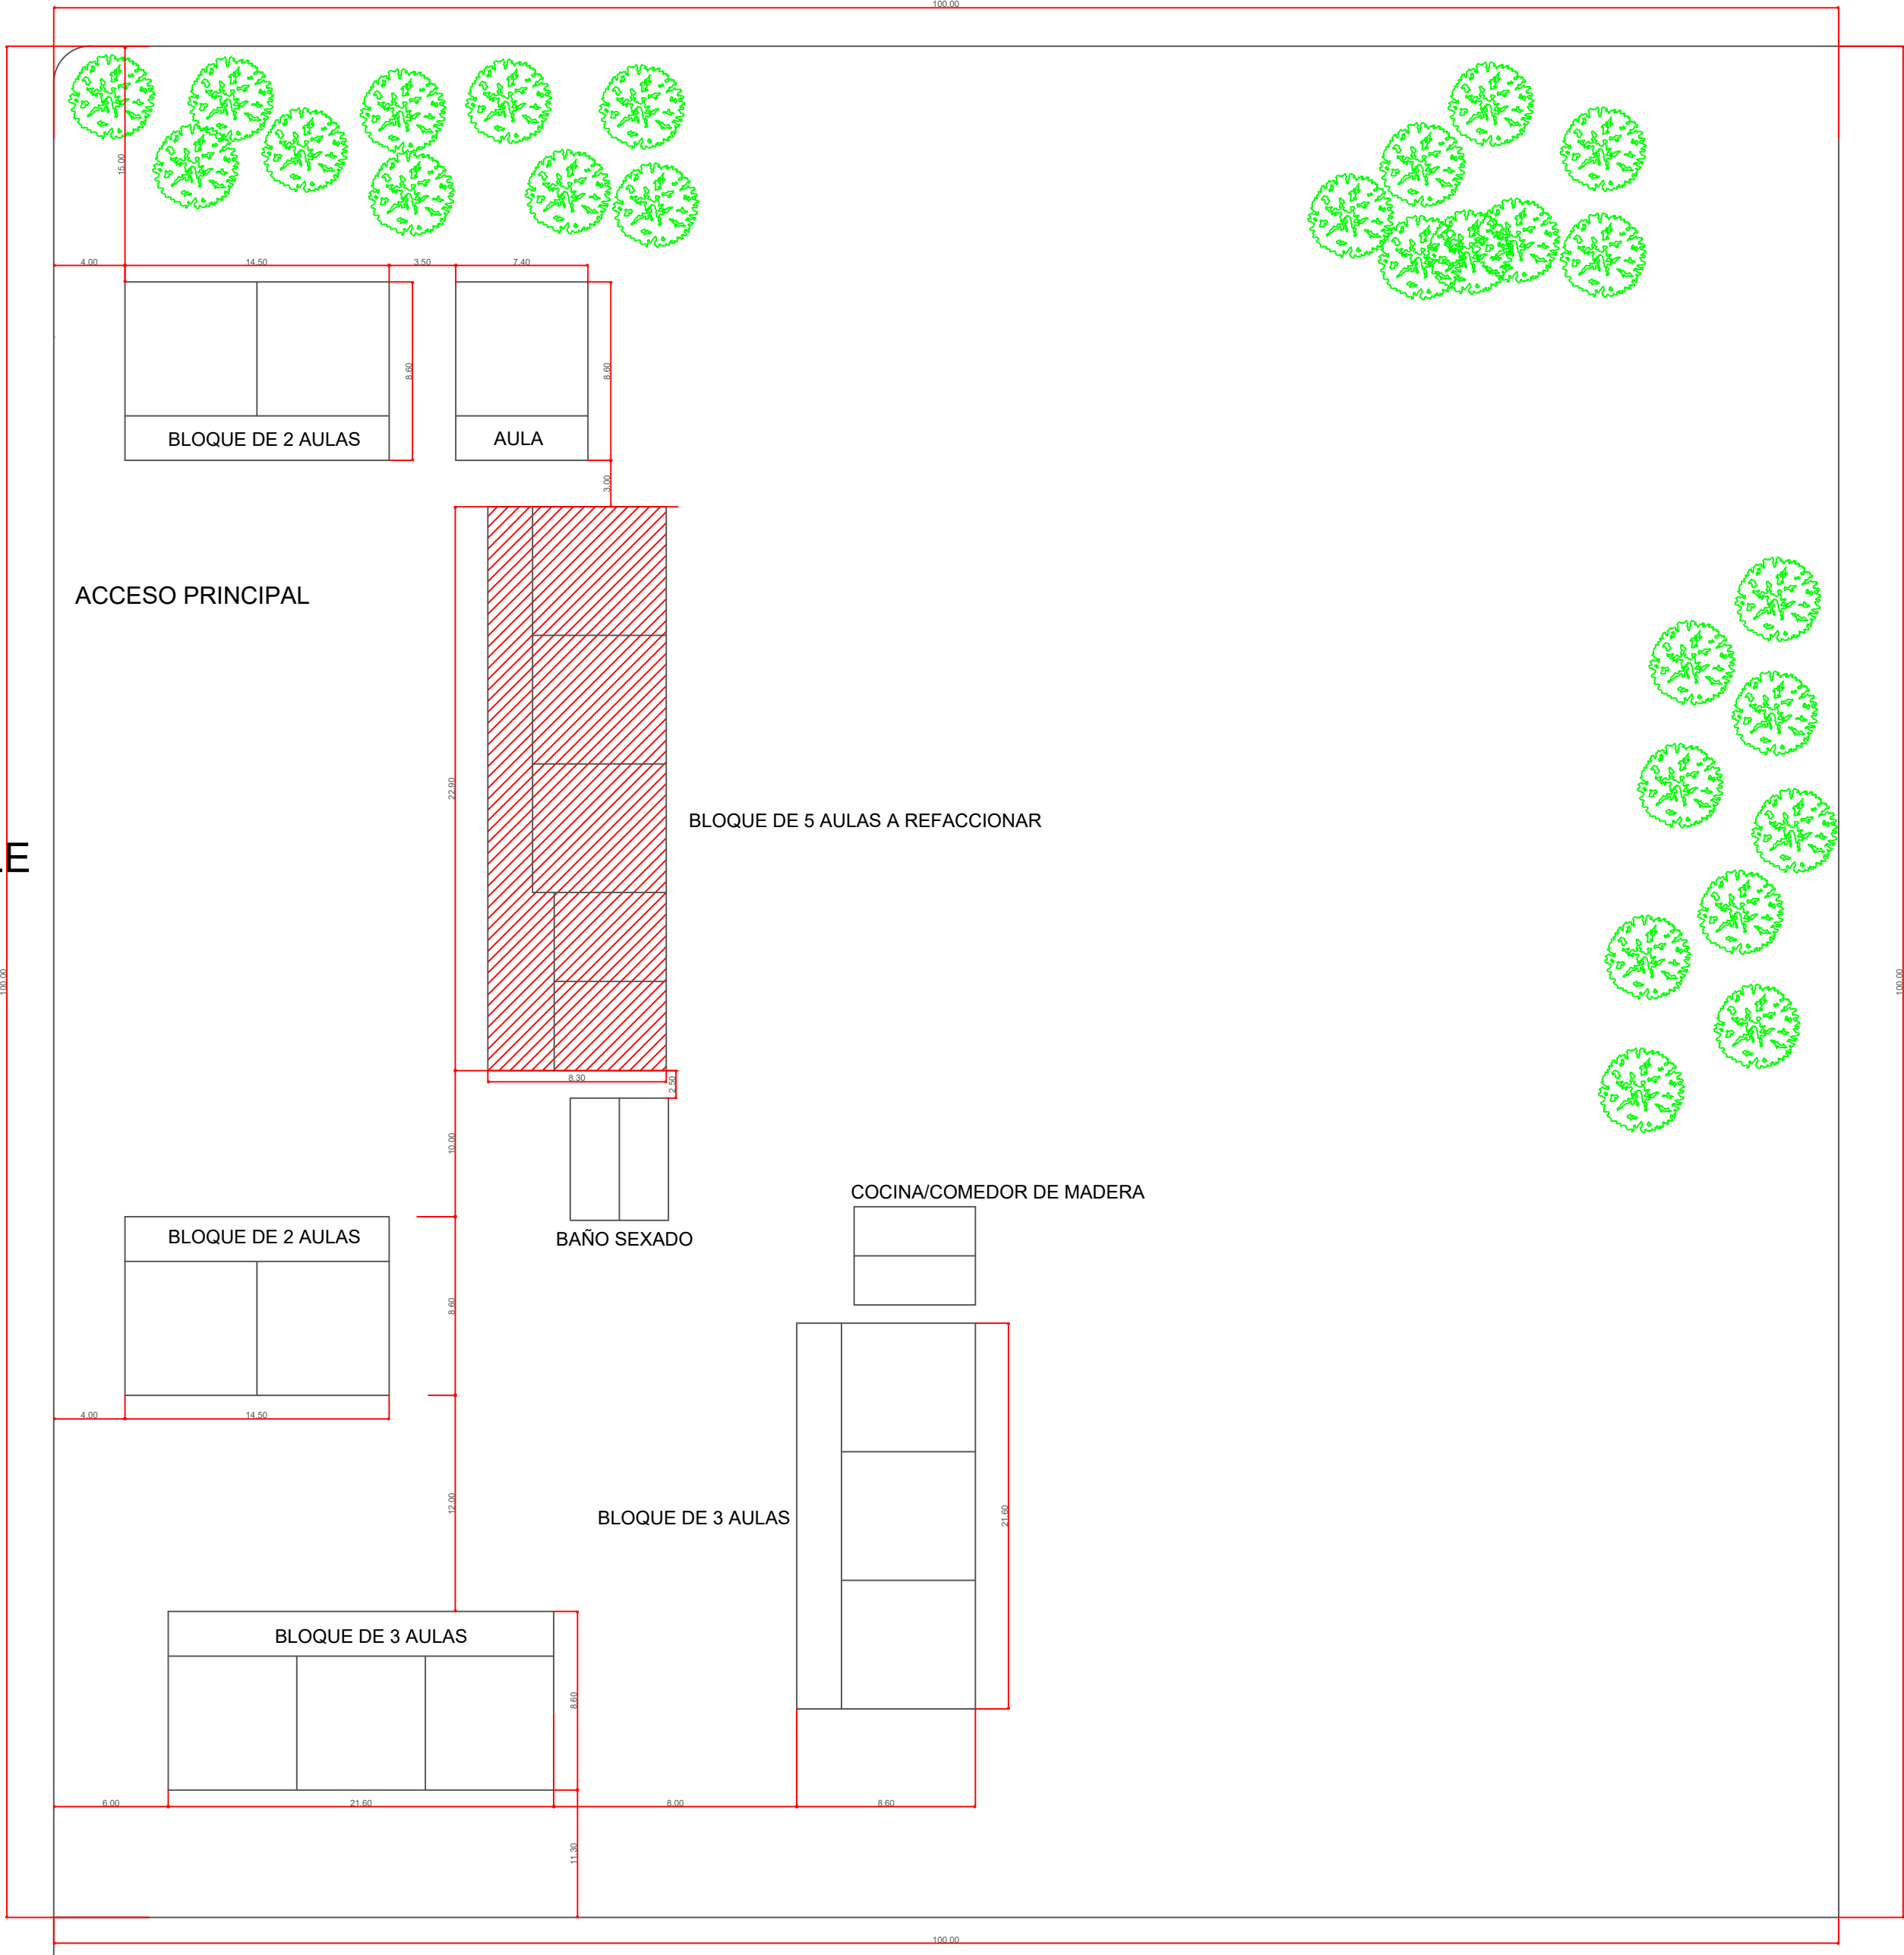 100.00
15.00
4.00 14.50 3.50 7.40
8.60 8.60
BLOQUE DE 2 AULAS AULA
3.00
ACCESO PRINCIPAL
22.90
BLOQUE DE 5 AULAS A REFACCIONAR
100.00 100.00
8.30 2.50
10.00
COCINA/COMEDOR DE MADERA
BLOQUE DE 2 AULAS BAÑO SEXADO
8.60
4.00 14.50
12.00
BLOQUE DE 3 AULAS 21.60
BLOQUE DE 3 AULAS
8.60
6.00 21.60 8.00 8.60
11.30
100.00